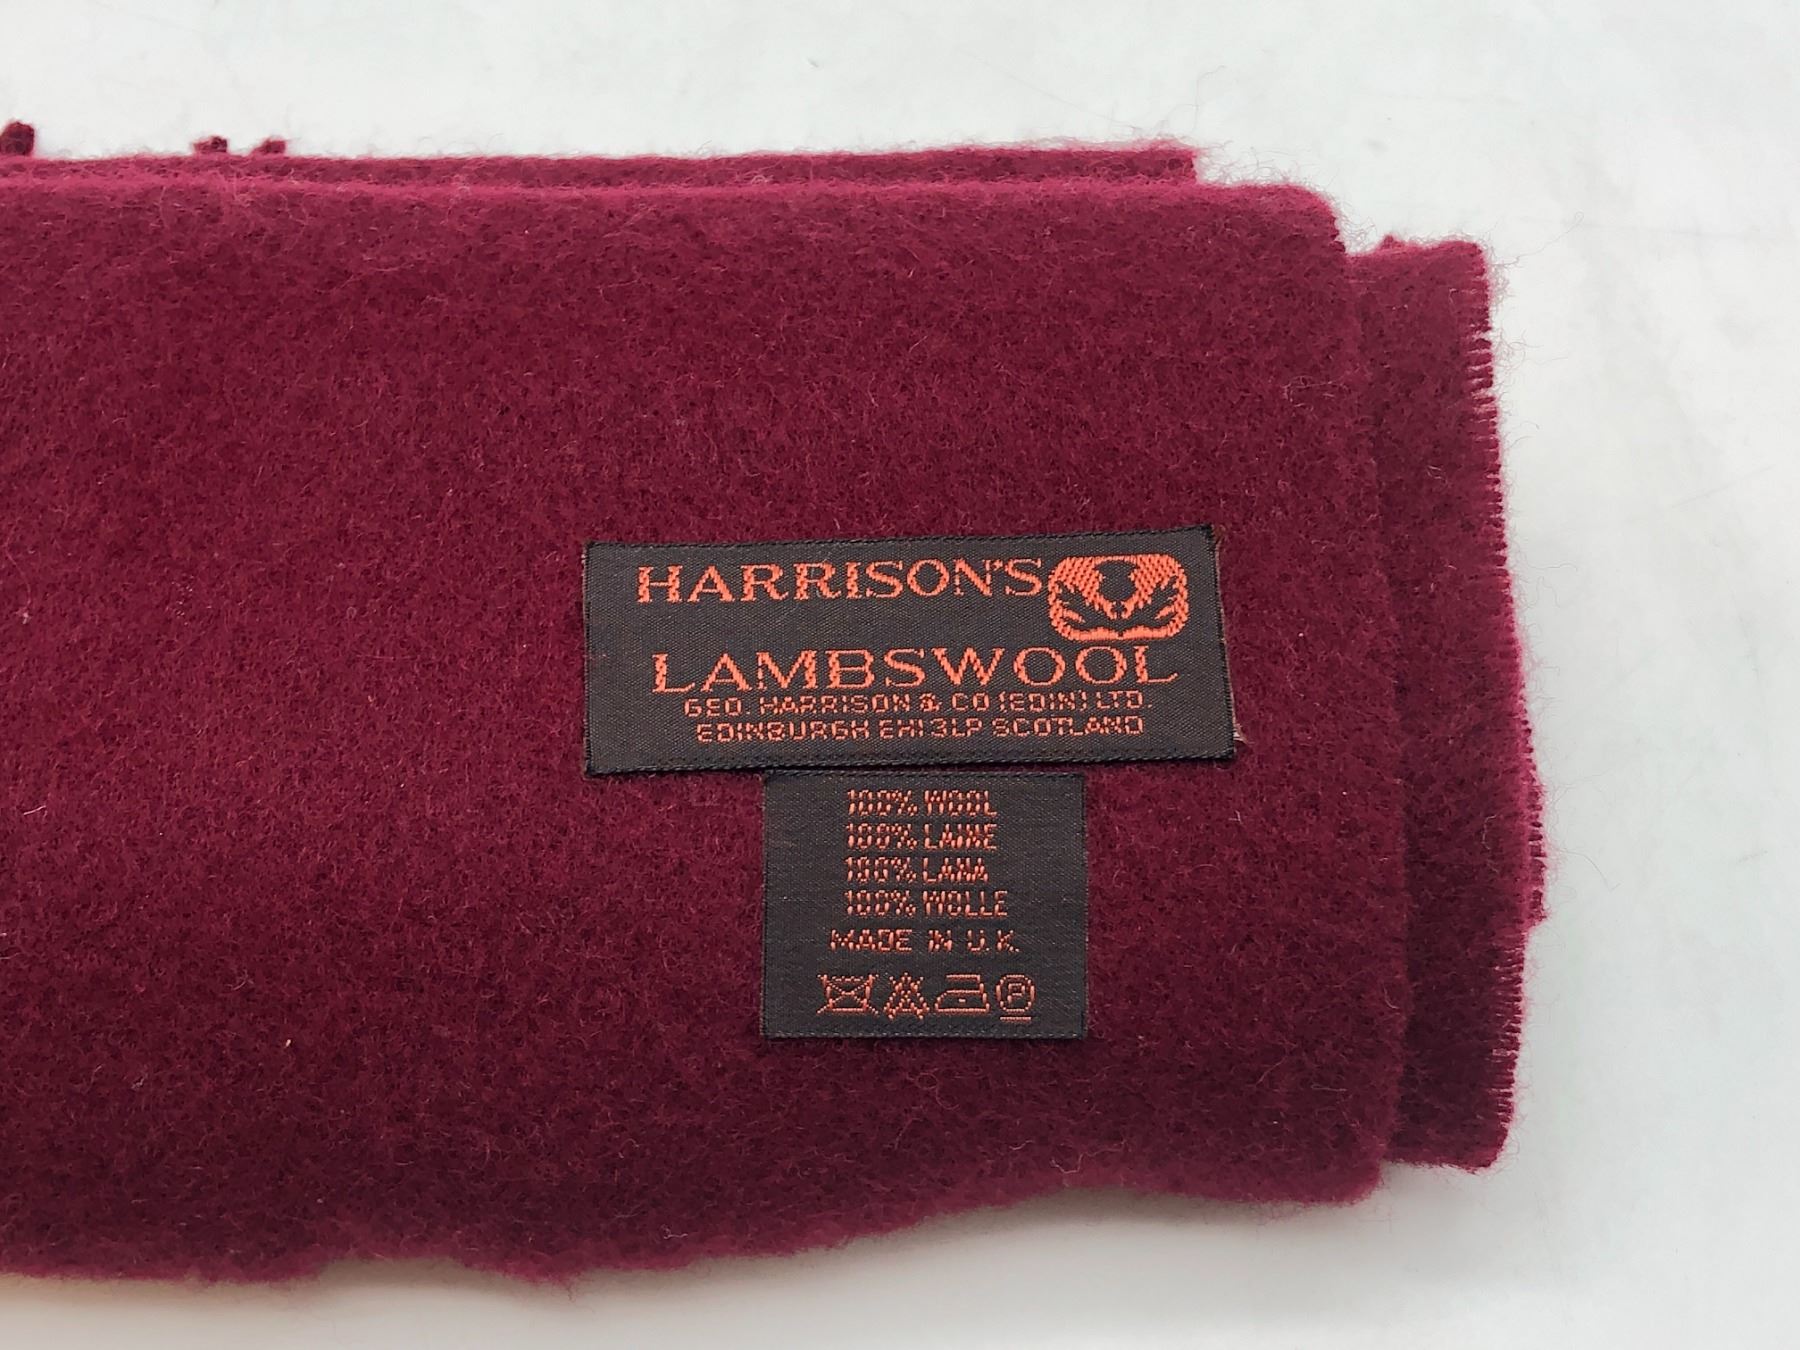 HARRISON'S
LAMBSWOOL
GEO. HARRISON & CO (EDIN) LTD.
EDINBURGH EH1 3LP SCOTLAND
100% WOOL
100% LAINE
100% LANA
100% WOLLE
MADE IN U.K.
P